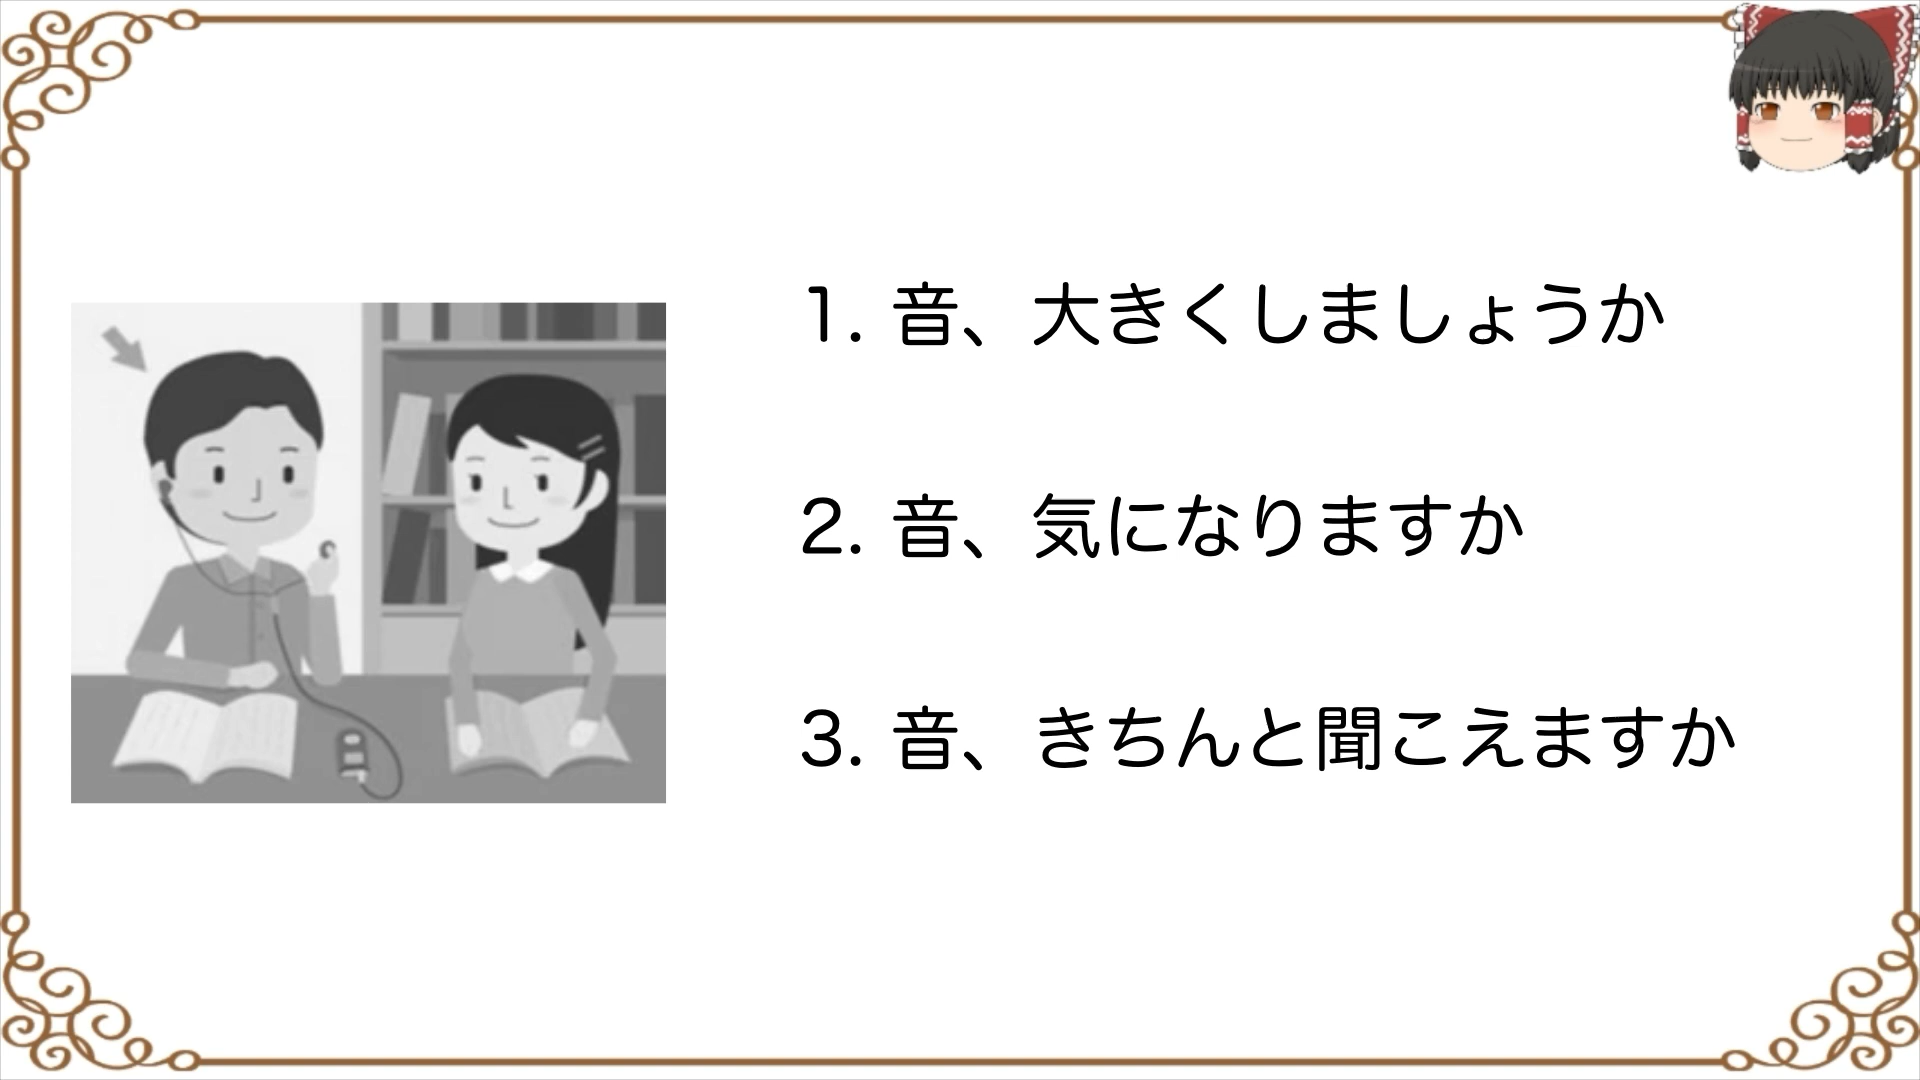 1. 音、大きくしましょうか
2. 音、気になりますか
3. 音、きちんと聞こえますか